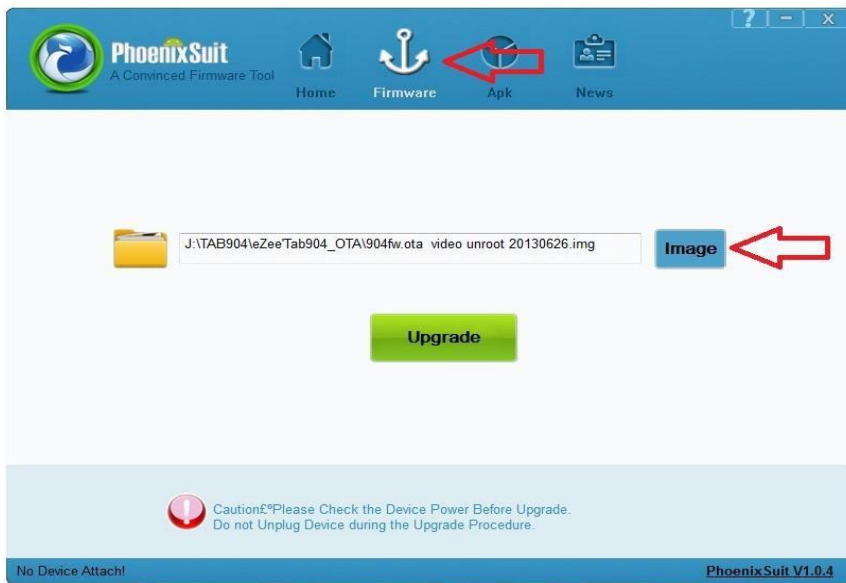 PhoenixSuit
A Convinced Firmware Tool
Home
Firmware
Apk
News
? - x
J:\TAB904\eZee'Tab904_OTA\904fw.ota video unroot 20130626.img
Image
Upgrade
Caution£ºPlease Check the Device Power Before Upgrade.
Do not Unplug Device during the Upgrade Procedure.
No Device Attach!
PhoenixSuit V1.0.4